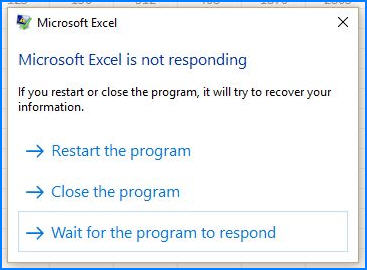 Microsoft Excel
Microsoft Excel is not responding
If you restart or close the program, it will try to recover your
information.
Restart the program
Close the program
Wait for the program to respond